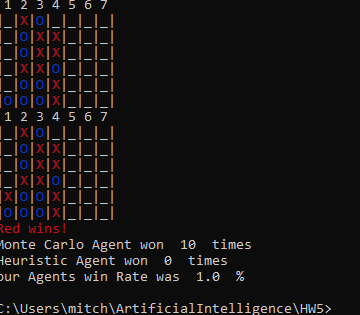 1 2 3 4 5 6 7
|_|X|O|_|_|_|_|
|_|O|X|X|_|_|_|
|_|O|X|X|_|_|_|
|_|X|X|O|_|_|_|
|_|O|O|X|_|_|_|
|O|O|O|X|_|_|_|
1 2 3 4 5 6 7
|_|X|O|_|_|_|_|
|_|O|X|X|_|_|_|
|_|O|X|X|_|_|_|
|_|X|X|O|_|_|_|
|X|O|O|X|_|_|_|
|O|O|O|X|_|_|_|
Red wins!
Monte Carlo Agent won  10  times
Heuristic Agent won  0  times
our Agents win Rate was  1.0  %
C:\Users\mitch\ArtificialIntelligence\HW5>